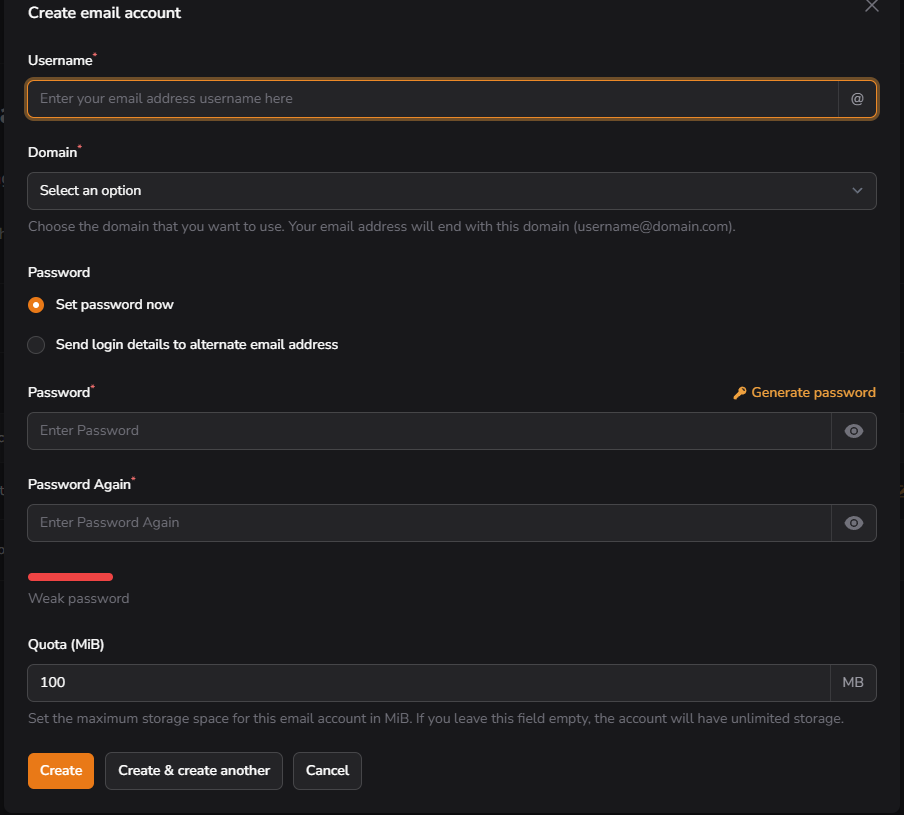 Create email account
Username*
Enter your email address username here
@
Domain*
Select an option
Choose the domain that you want to use. Your email address will end with this domain (username@domain.com).
Password
Set password now
Send login details to alternate email address
Password*
Generate password
Enter Password
Password Again*
Enter Password Again
Weak password
Quota (MiB)
100
MB
Set the maximum storage space for this email account in MiB. If you leave this field empty, the account will have unlimited storage.
Create
Create & create another
Cancel